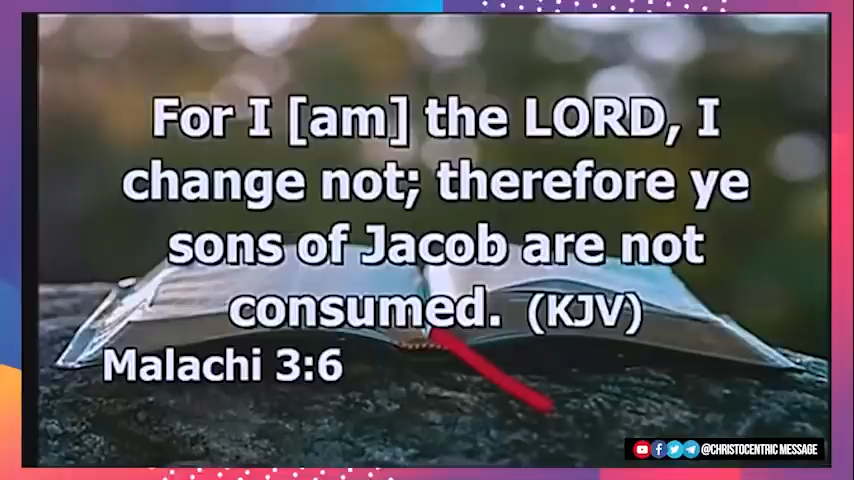 For I [am] the LORD, I
change not; therefore ye
sons of Jacob are not
consumed. (KJV)
Malachi 3:6
@CHRISTOCENTRIC MESSAGE